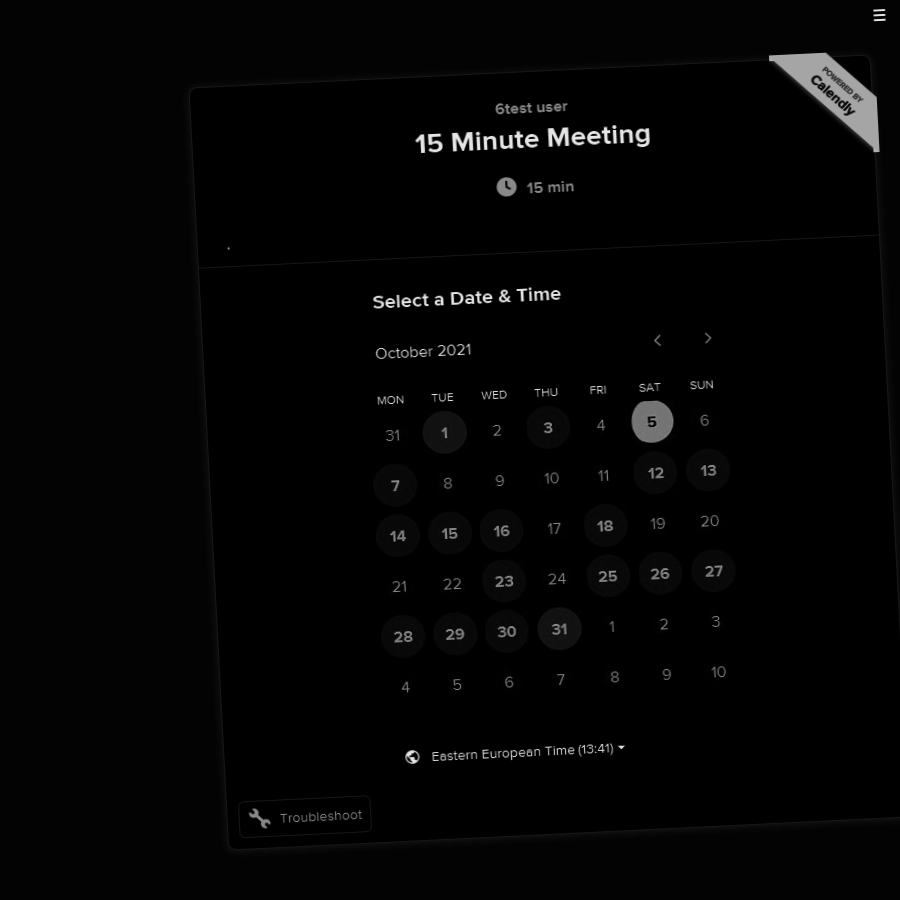 POWERED BY
Calendly
6test user
15 Minute Meeting
15 min
.
Select a Date & Time
October 2021
MON TUE WED THU FRI SAT SUN
31 1 2 3 4 5 6
7 8 9 10 11 12 13
14 15 16 17 18 19 20
21 22 23 24 25 26 27
28 29 30 31 1 2 3
4 5 6 7 8 9 10
Eastern European Time (13:41)
Troubleshoot